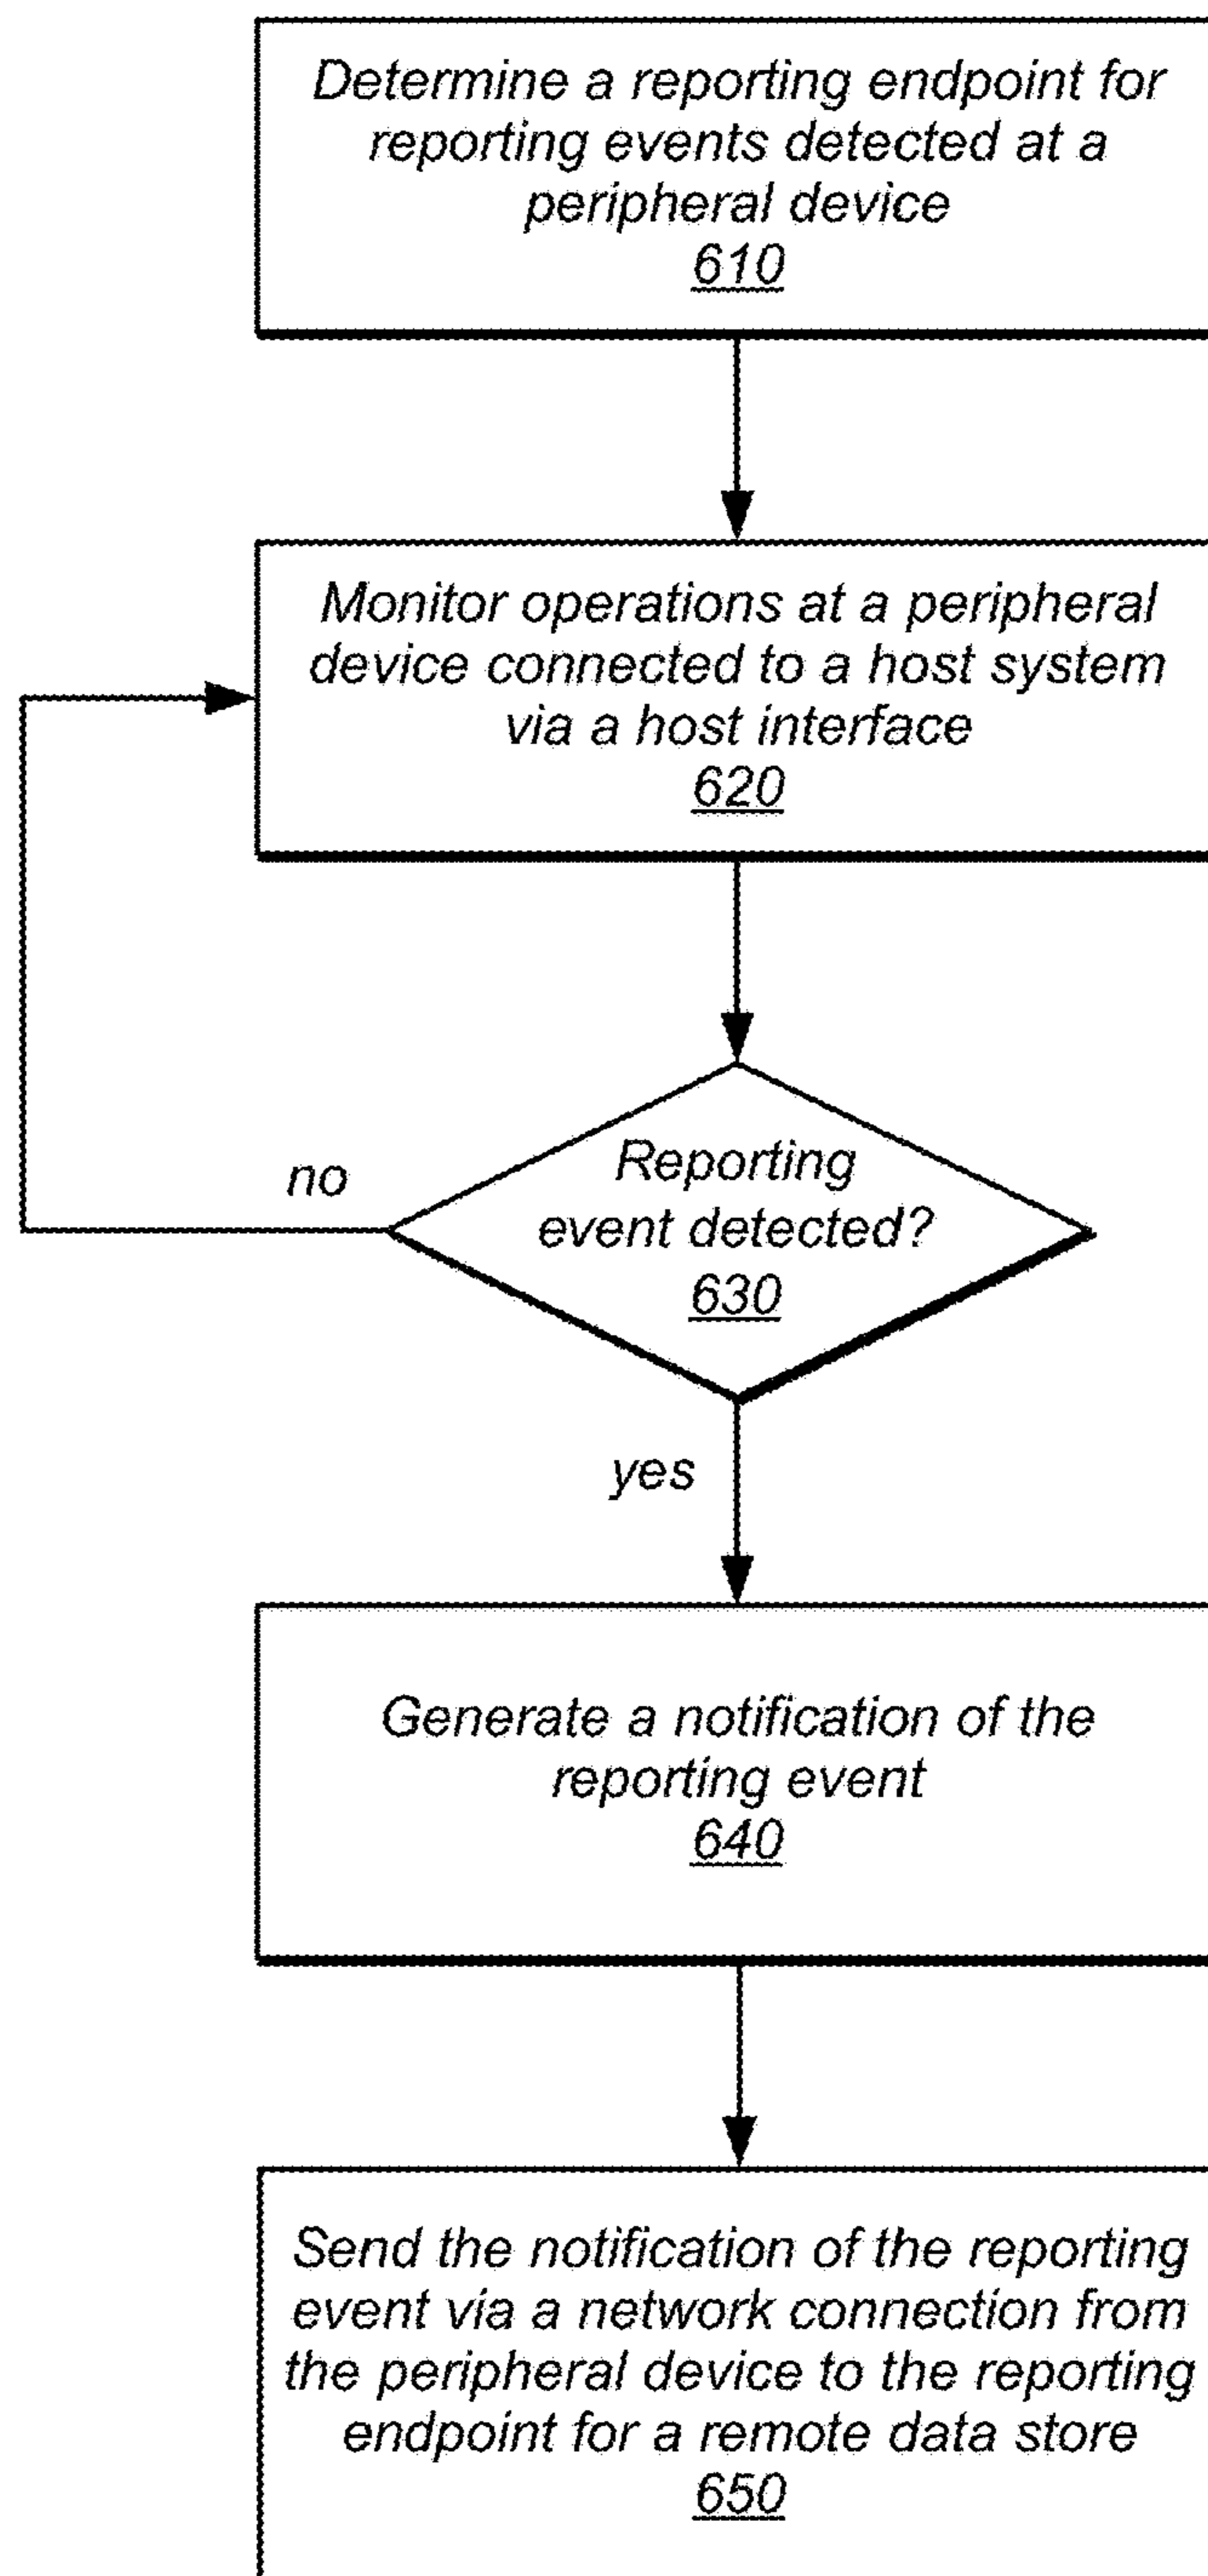 Determine a reporting endpoint for
reporting events detected at a
peripheral device
610
Monitor operations at a peripheral
device connected to a host system
via a host interface
620
Reporting
event detected?
630
no
yes
Generate a notification of the
reporting event
640
Send the notification of the reporting
event via a network connection from
the peripheral device to the reporting
endpoint for a remote data store
650